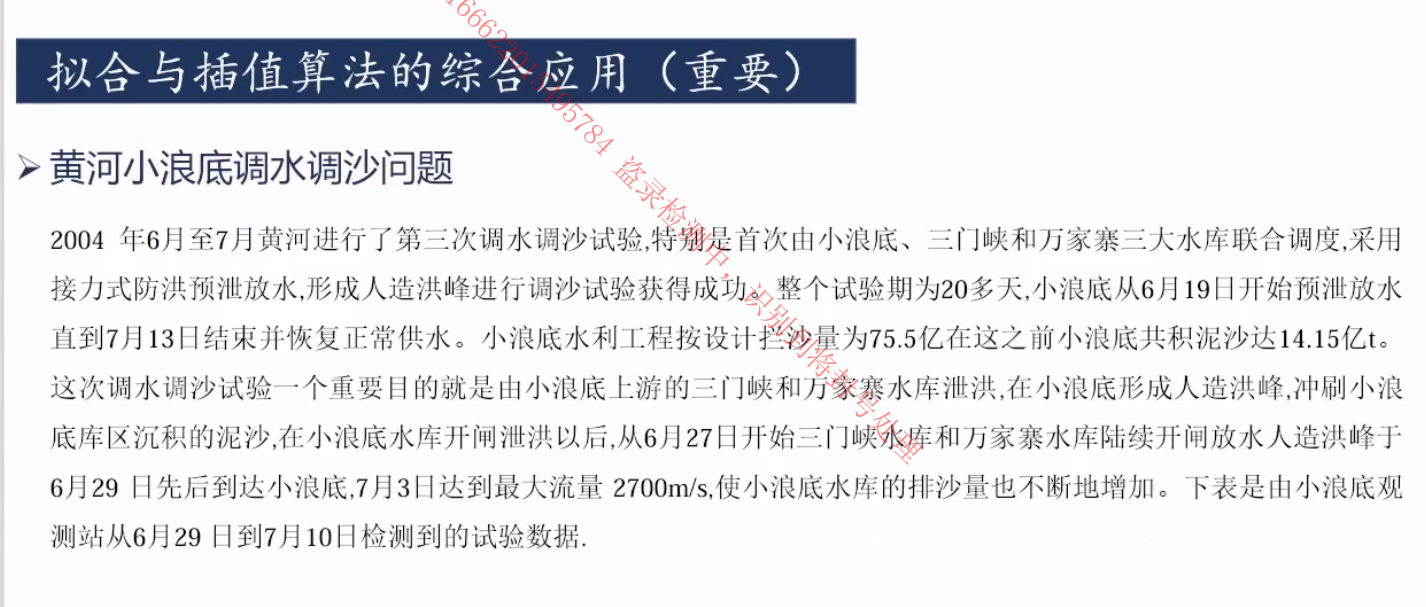 拟合与插值算法的综合应用（重要）
➢ 黄河小浪底调水调沙问题
2004 年6月至7月黄河进行了第三次调水调沙试验,特别是首次由小浪底、三门峡和万家寨三大水库联合调度,采用
接力式防洪预泄放水,形成人造洪峰进行调沙试验获得成功。整个试验期为20多天,小浪底从6月19日开始预泄放水
直到7月13日结束并恢复正常供水。小浪底水利工程按设计拦沙量为75.5亿在这之前小浪底共积泥沙达14.15亿t。
这次调水调沙试验一个重要目的就是由小浪底上游的三门峡和万家寨水库泄洪,在小浪底形成人造洪峰,冲刷小浪
底库区沉积的泥沙,在小浪底水库开闸泄洪以后,从6月27日开始三门峡水库和万家寨水库陆续开闸放水人造洪峰于
6月29 日先后到达小浪底,7月3日达到最大流量 2700m/s,使小浪底水库的排沙量也不断地增加。下表是由小浪底观
测站从6月29 日到7月10日检测到的试验数据.
盗录检测中，识别到将封号处理